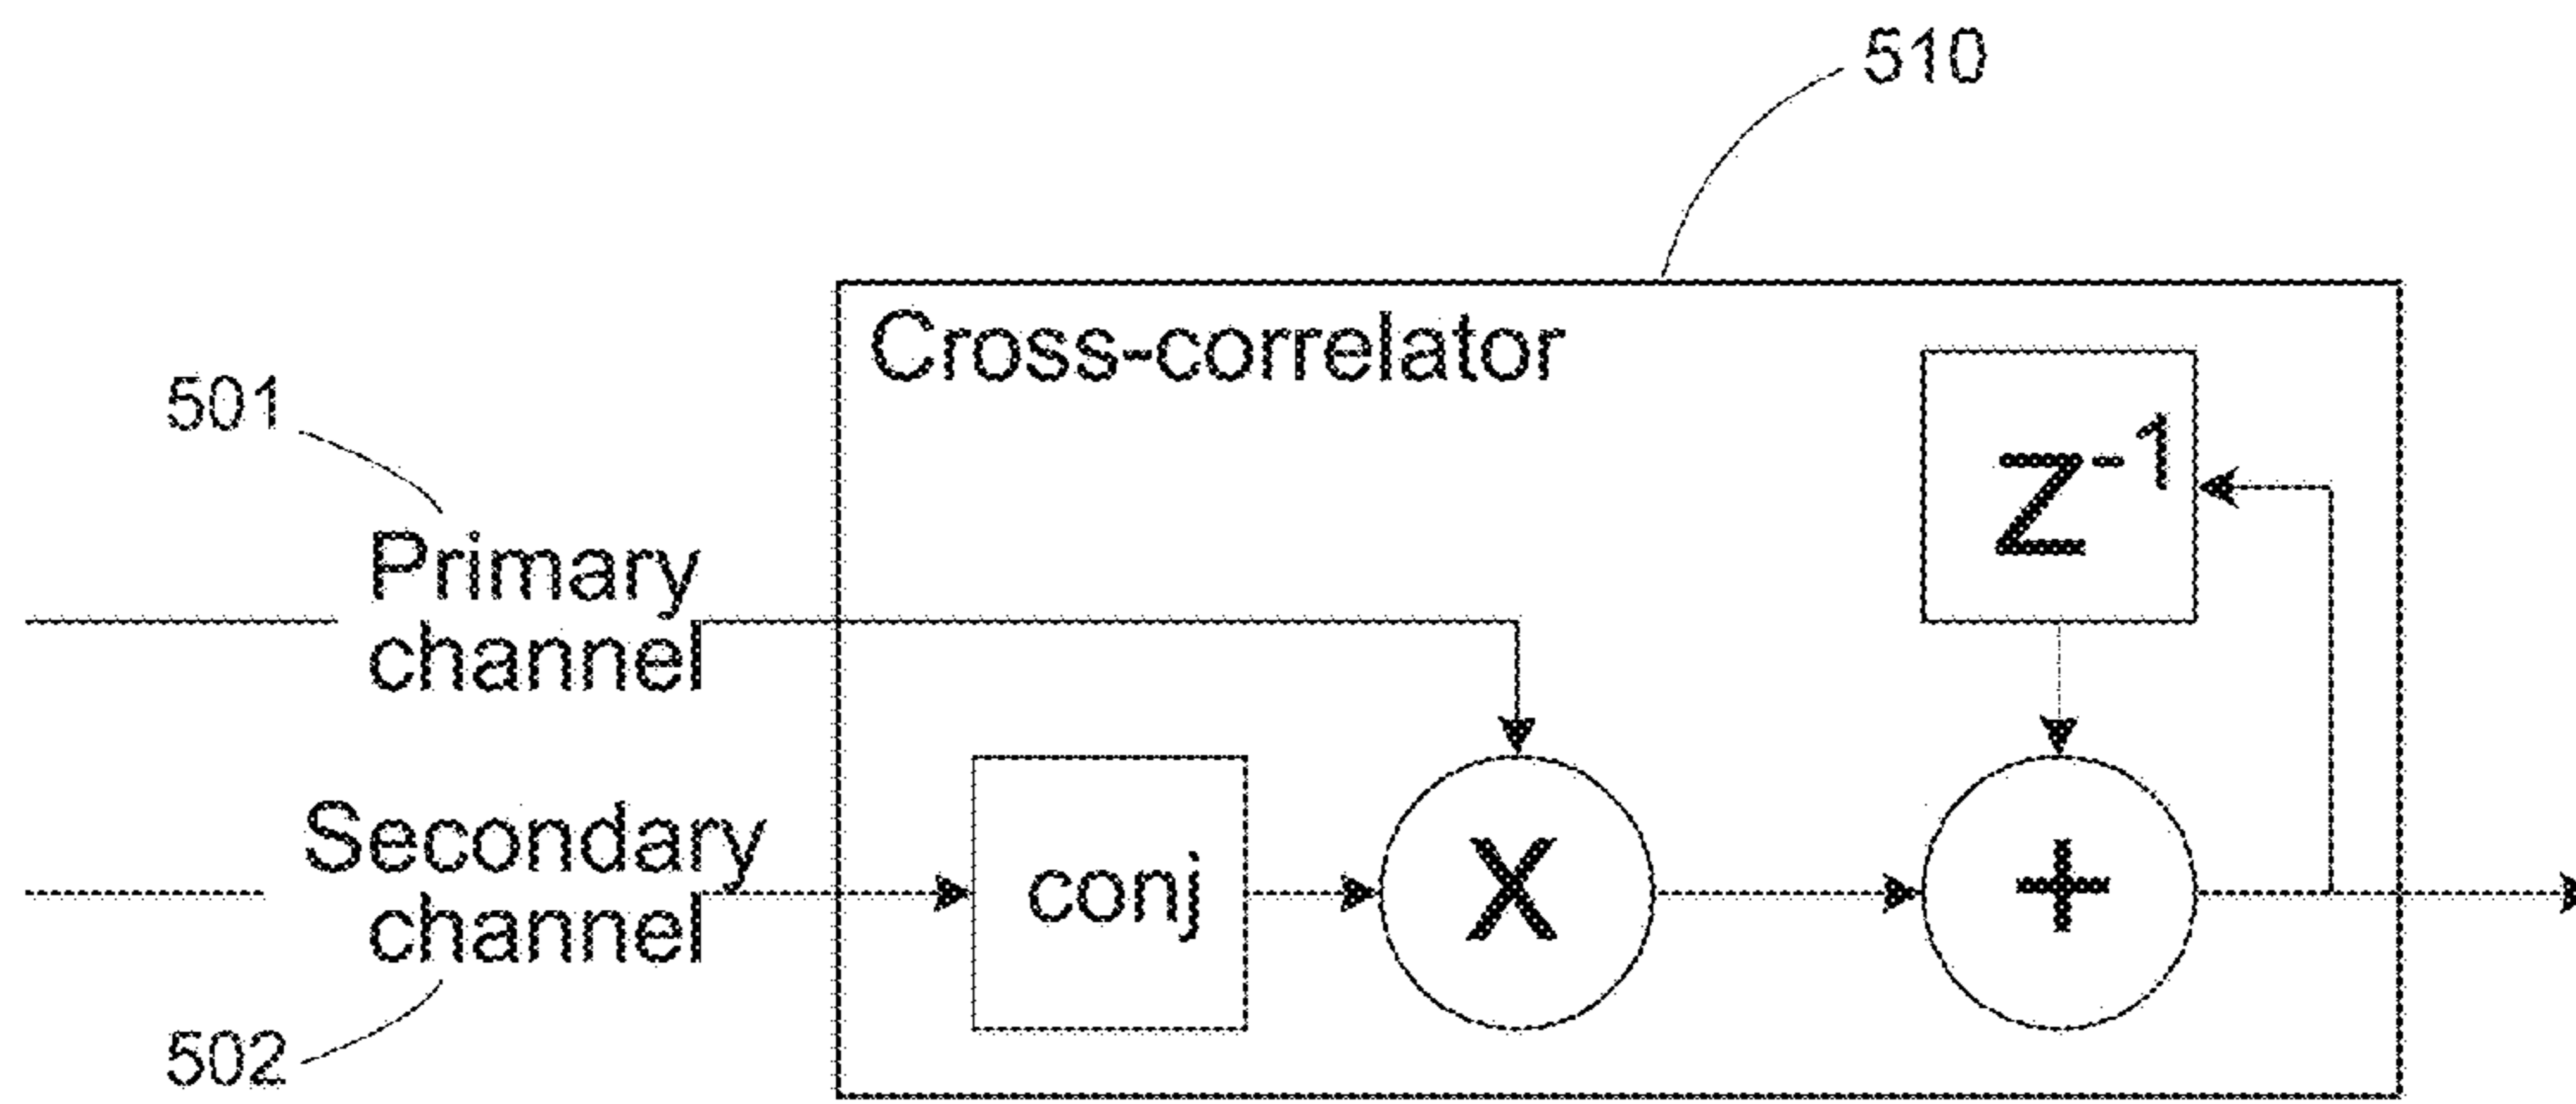 510
Cross-correlator
501
z⁻¹
Primary
channel
Secondary
channel
conj
X
+
502